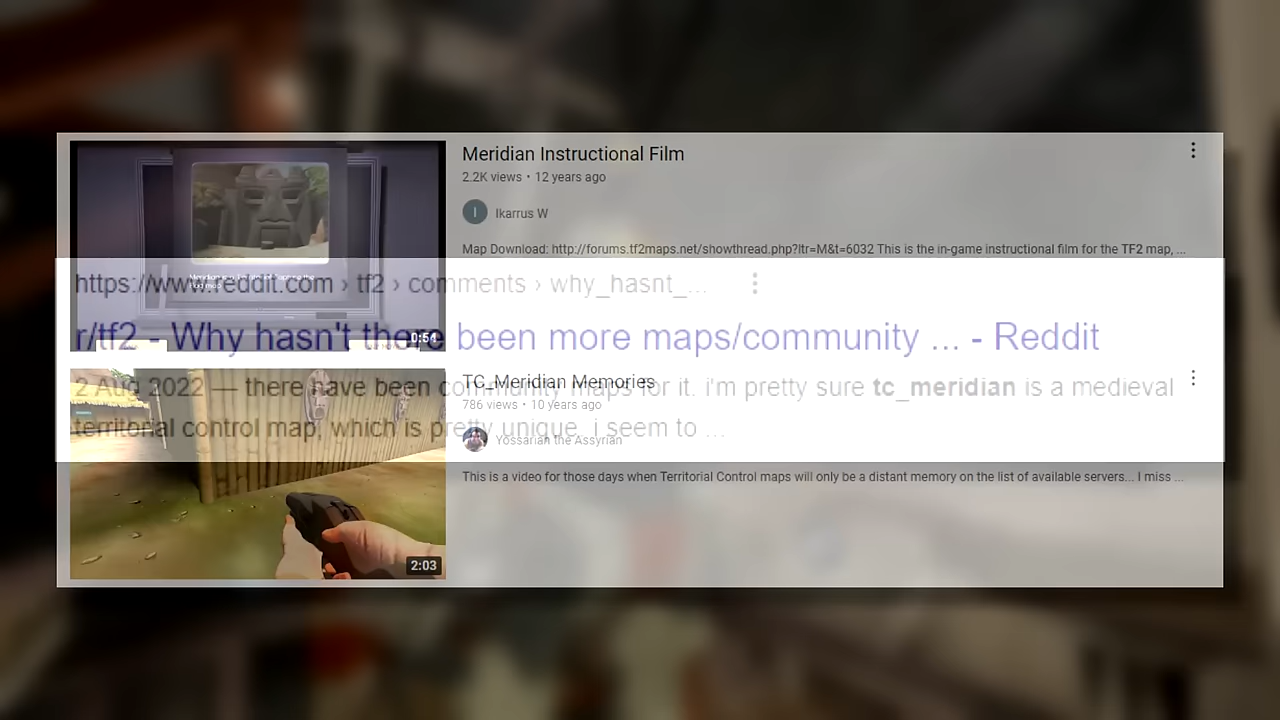 Meridian Instructional Film
2.2K views • 12 years ago
I
Ikarrus W
Map Download: http://forums.tf2maps.net/showthread.php?ltr=M&t=6032 This is the in-game instructional film for the TF2 map, ...
https://www.reddit.com › tf2 › comments › why_hasnt_...
r/tf2 - Why hasn't there been more maps/community ... - Reddit
0:54
2 Aug 2022 — there have been community maps for it. i'm pretty sure tc_meridian is a medieval
territorial control map, which is pretty unique, i seem to ...
TC_Meridian Memories
786 views • 10 years ago
Yossarian the Assyrian
This is a video for those days when Territorial Control maps will only be a distant memory on the list of available servers... I miss ...
2:03